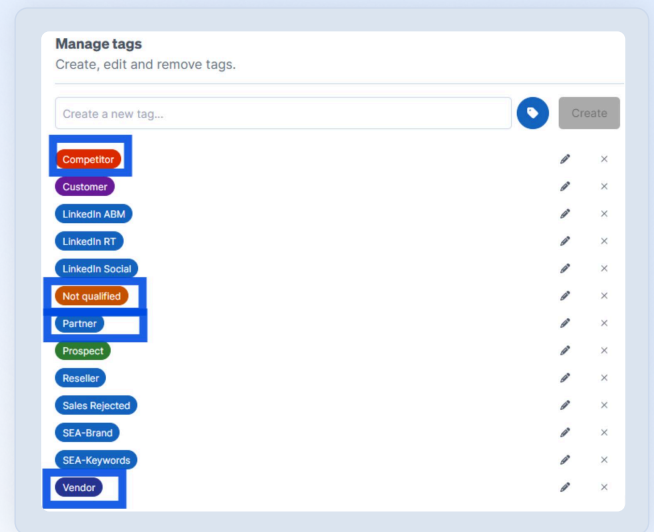 Manage tags
Create, edit and remove tags.
Create a new tag...
Create
Competitor
Customer
LinkedIn ABM
LinkedIn RT
LinkedIn Social
Not qualified
Partner
Prospect
Reseller
Sales Rejected
SEA-Brand
SEA-Keywords
Vendor